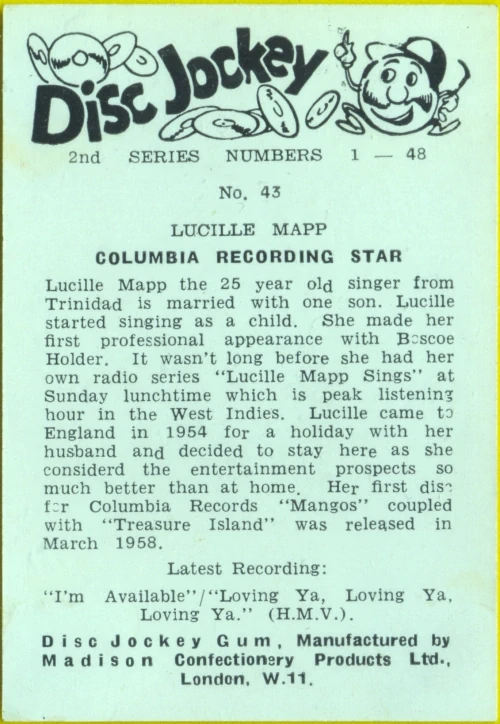 Disc Jockey
2nd SERIES NUMBERS 1 — 48
No. 43
LUCILLE MAPP
COLUMBIA RECORDING STAR
Lucille Mapp the 25 year old singer from
Trinidad is married with one son. Lucille
started singing as a child. She made her
first professional appearance with Boscoe
Holder. It wasn't long before she had her
own radio series "Lucille Mapp Sings" at
Sunday lunchtime which is peak listening
hour in the West Indies. Lucille came to
England in 1954 for a holiday with her
husband and decided to stay here as she
considerd the entertainment prospects so
much better than at home. Her first disc
for Columbia Records "Mangos" coupled
with "Treasure Island" was released in
March 1958.
Latest Recording:
"I'm Available"/"Loving Ya, Loving Ya,
Loving Ya." (H.M.V.).
Disc Jockey Gum, Manufactured by
Madison Confectionery Products Ltd.,
London, W.11.